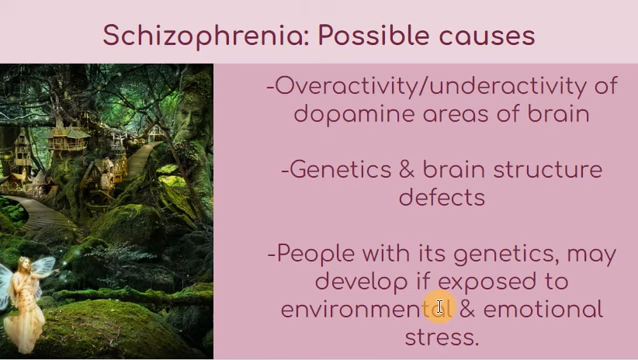 Schizophrenia: Possible causes
-Overactivity/underactivity of
dopamine areas of brain
-Genetics & brain structure
defects
-People with its genetics, may
develop if exposed to
environmental & emotional
stress.